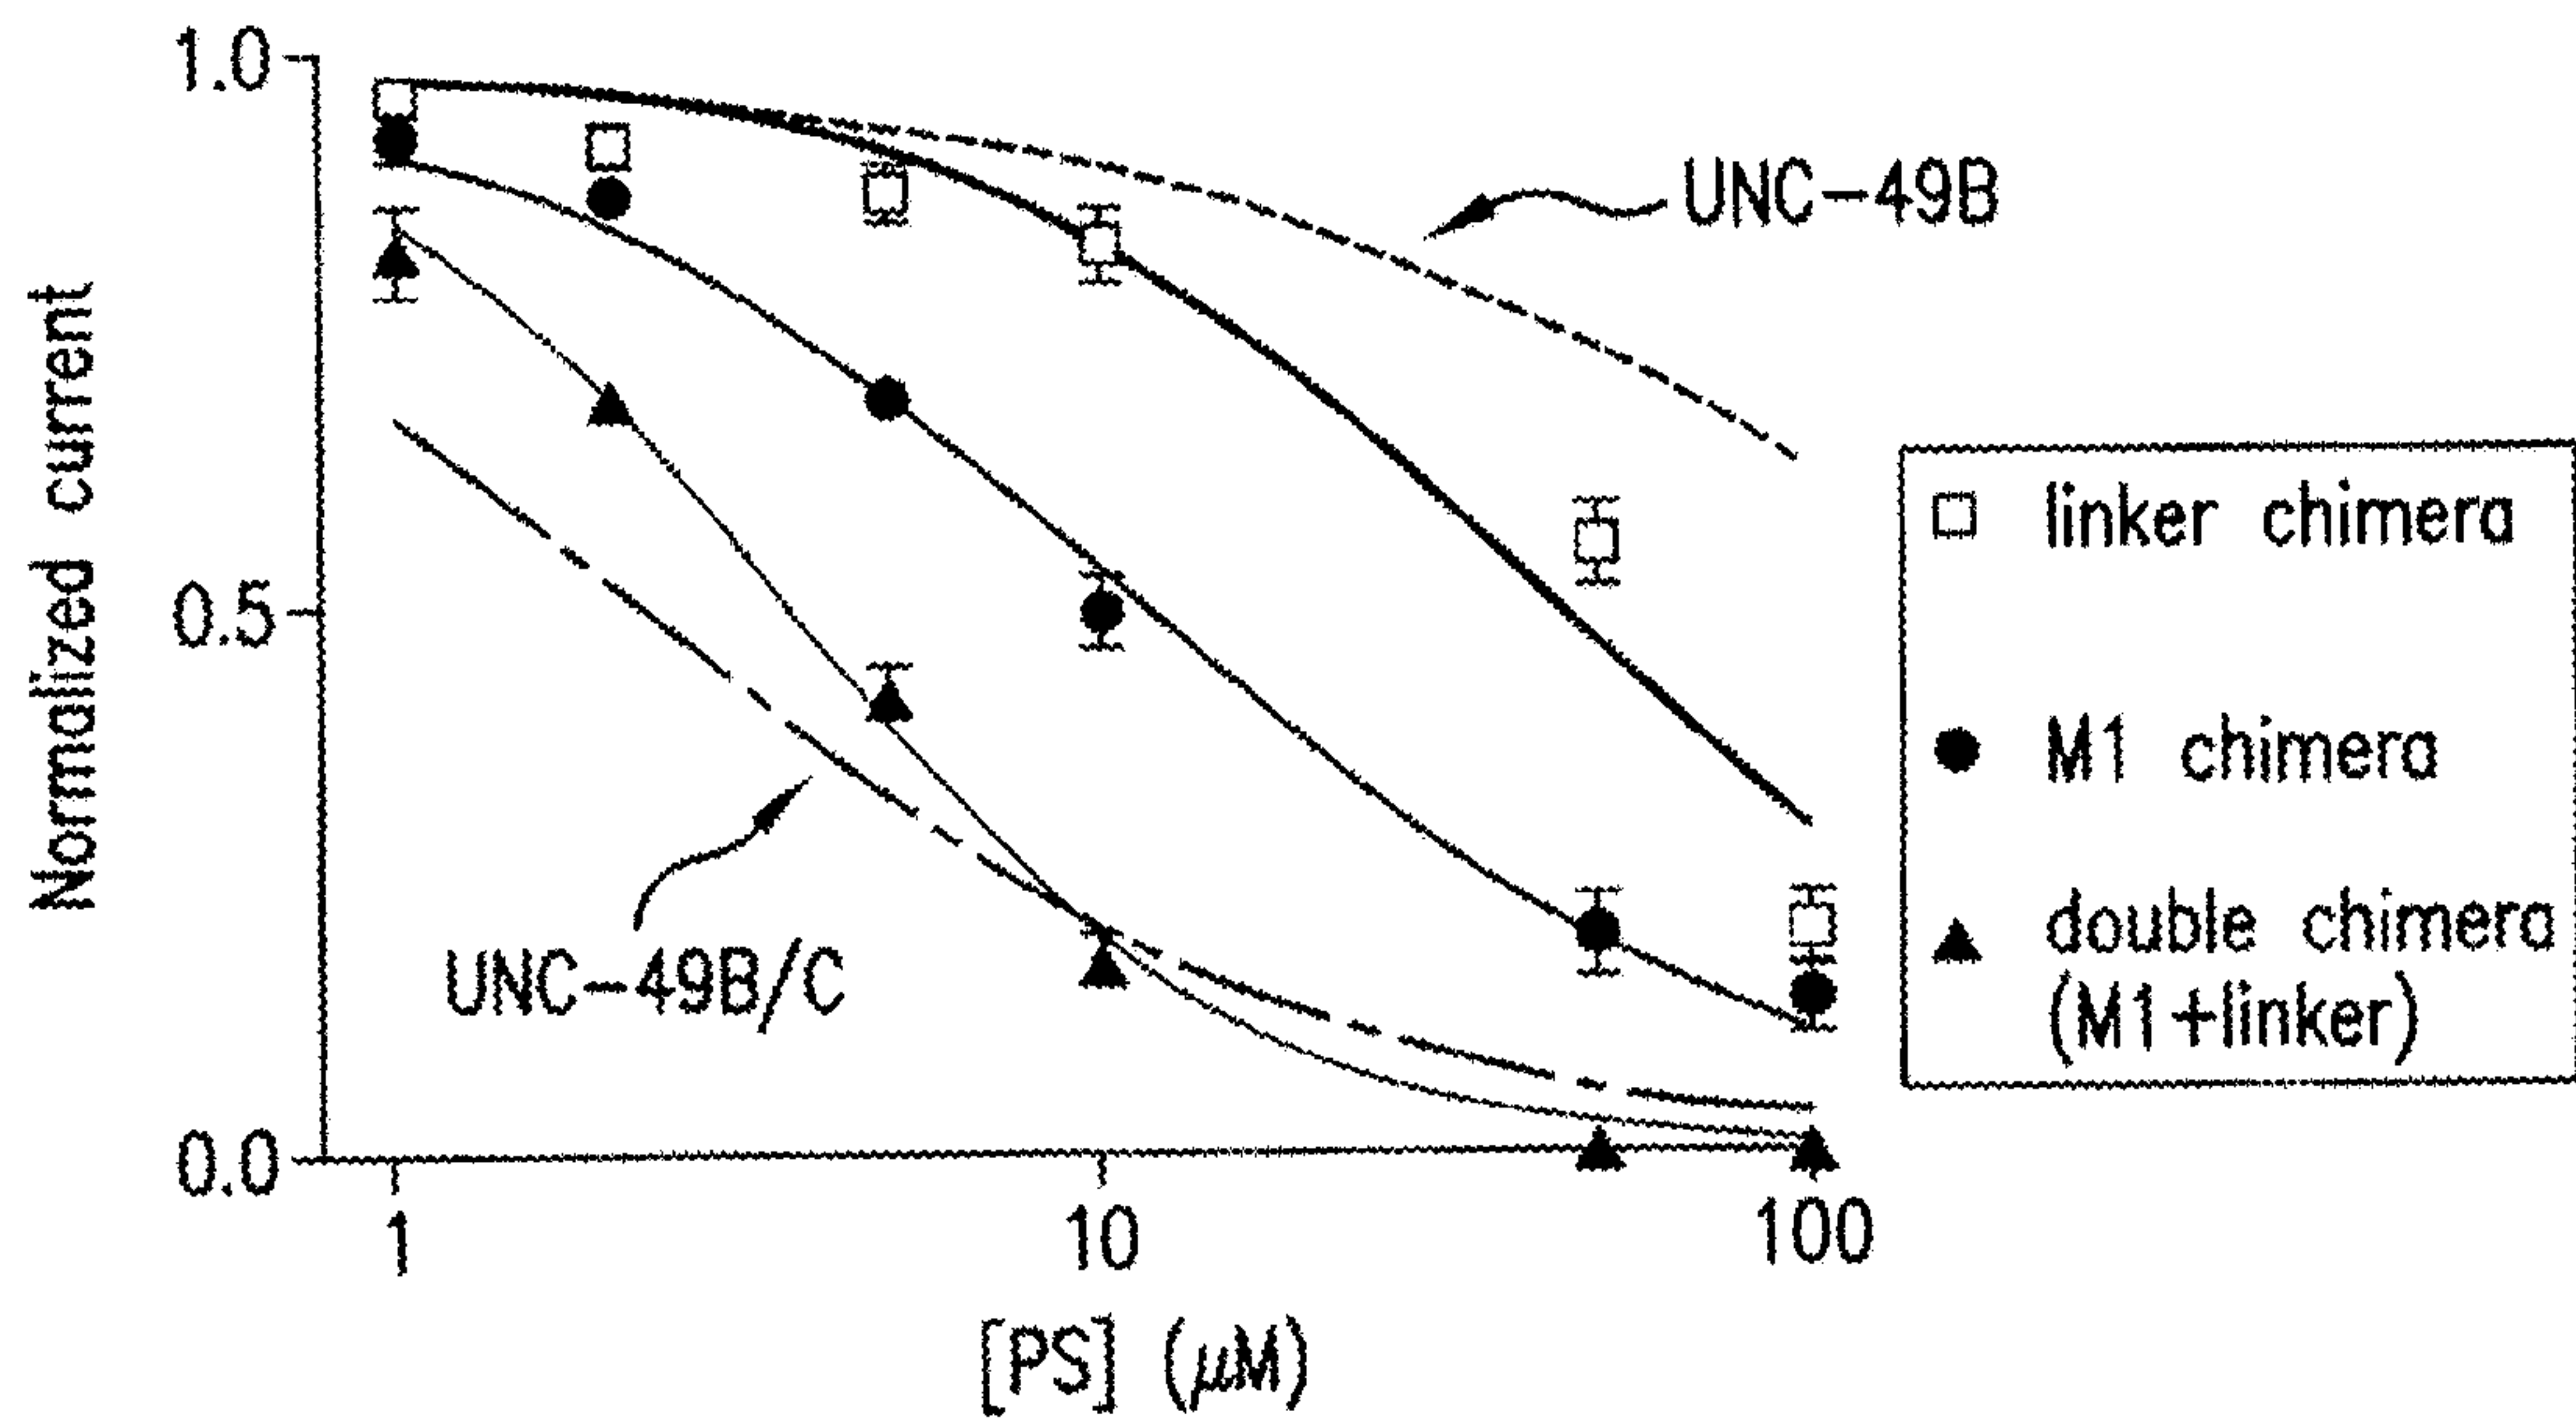 1.0
0.5
0.0
Normalized current
1
10
100
[PS] (μM)
UNC-49B
UNC-49B/C
linker chimera
M1 chimera
double chimera
(M1+linker)